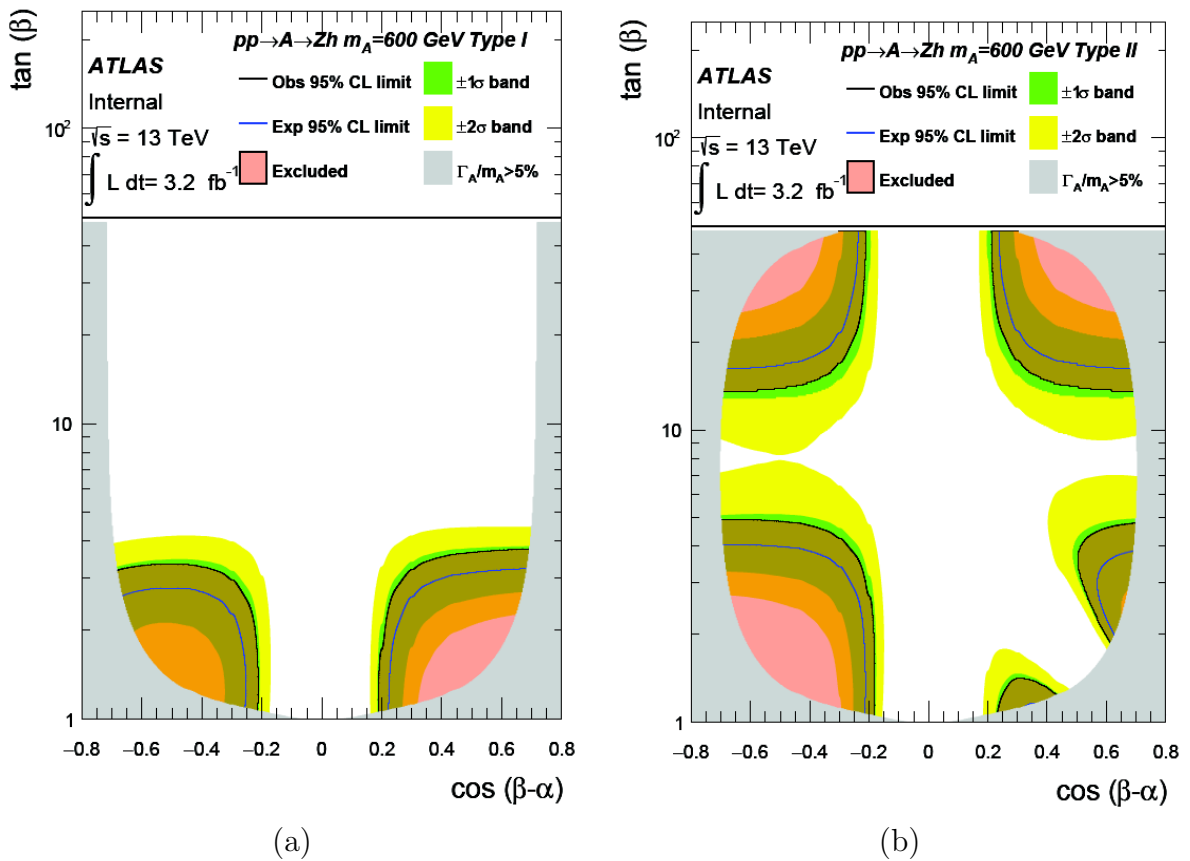 pp→A→Zh m_A=600 GeV Type I
ATLAS
Internal
√s = 13 TeV
∫ L dt= 3.2 fb⁻¹
Obs 95% CL limit
Exp 95% CL limit
Excluded
±1σ band
±2σ band
Γ_A/m_A>5%
tan (β)
10²
10
1
−0.8 −0.6 −0.4 −0.2 0 0.2 0.4 0.6 0.8
cos (β-α)
(a)
pp→A→Zh m_A=600 GeV Type II
ATLAS
Internal
√s = 13 TeV
∫ L dt= 3.2 fb⁻¹
Obs 95% CL limit
Exp 95% CL limit
Excluded
±1σ band
±2σ band
Γ_A/m_A>5%
tan (β)
10²
10
1
−0.8 −0.6 −0.4 −0.2 0 0.2 0.4 0.6 0.8
cos (β-α)
(b)